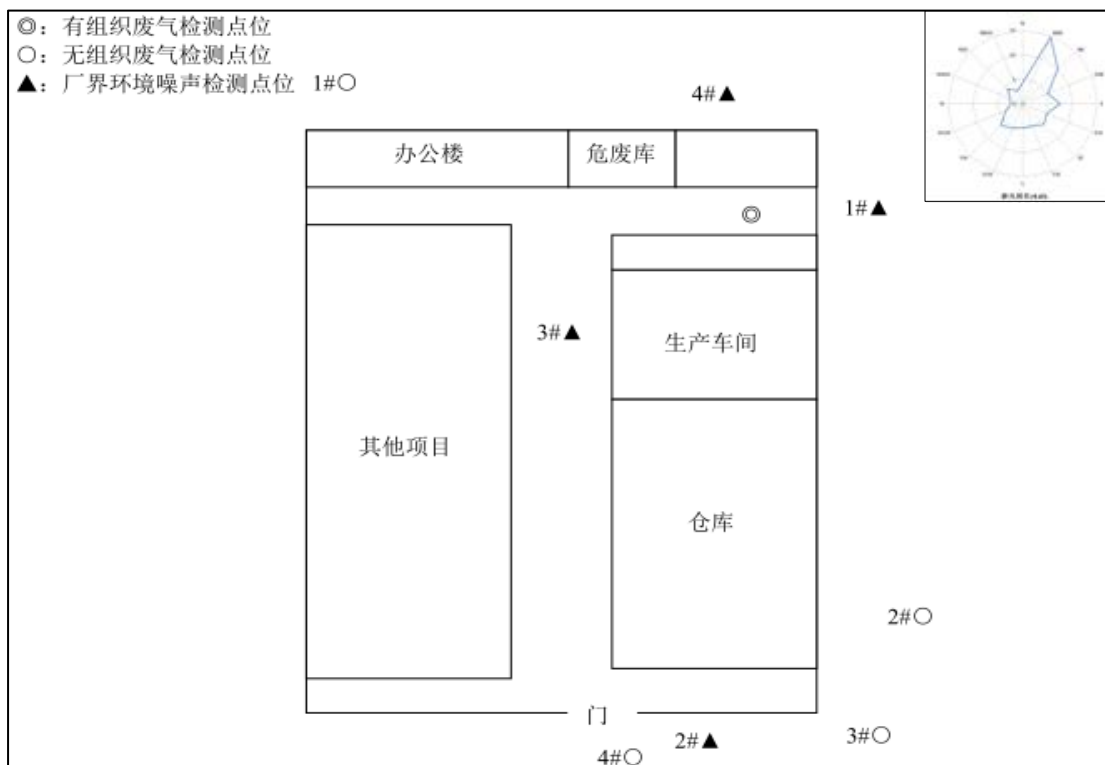 ◎：有组织废气检测点位
○：无组织废气检测点位
▲：厂界环境噪声检测点位 1#○
4#▲
办公楼
危废库
1#▲
3#▲
生产车间
其他项目
仓库
2#○
门
2#▲
3#○
4#○